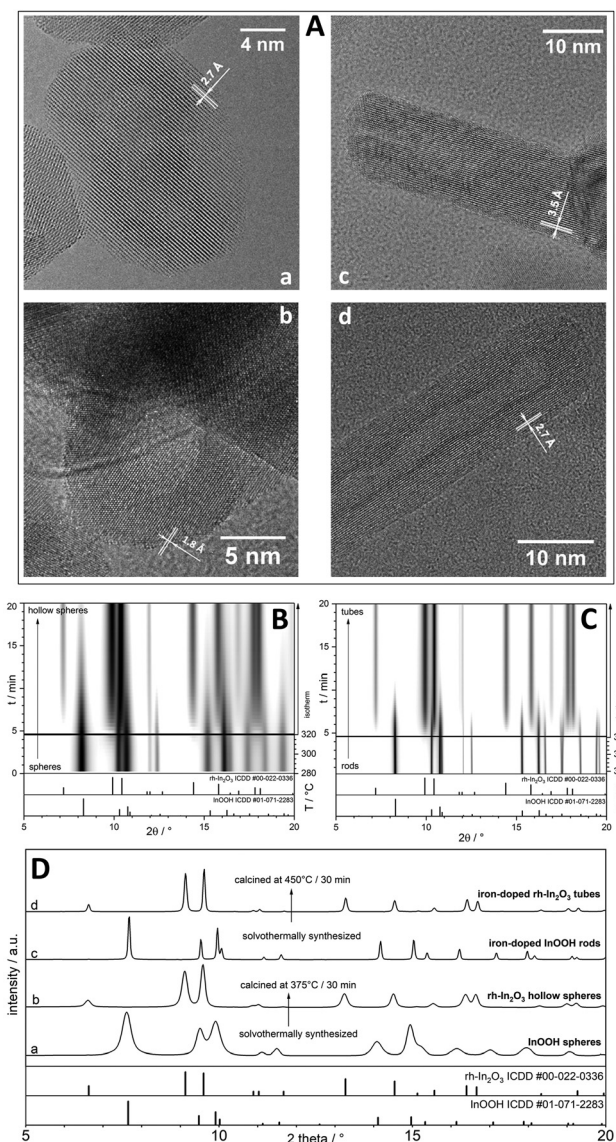 A
4 nm
2.7 Å
a
10 nm
3.5 Å
c
b
1.8 Å
5 nm
d
2.7 Å
10 nm
20
15
10
5
0
t / min
hollow spheres
spheres
B
isotherm
320
300
280
T / °C
rh-In₂O₃ ICDD #00-022-0336
InOOH ICDD #01-071-2283
5 10 15 20
2θ / °
20
15
10
5
t / min
tubes
rods
C
rh-In₂O₃ ICDD #00-022-0336
InOOH ICDD #01-071-2283
5 10 15 20
2θ / °
D
intensity / a.u.
calcined at 450°C / 30 min
iron-doped rh-In₂O₃ tubes
d
solvothermally synthesized
iron-doped InOOH rods
c
calcined at 375°C / 30 min
rh-In₂O₃ hollow spheres
b
solvothermally synthesized
InOOH spheres
a
rh-In₂O₃ ICDD #00-022-0336
InOOH ICDD #01-071-2283
5 10 15 20
2 theta / °